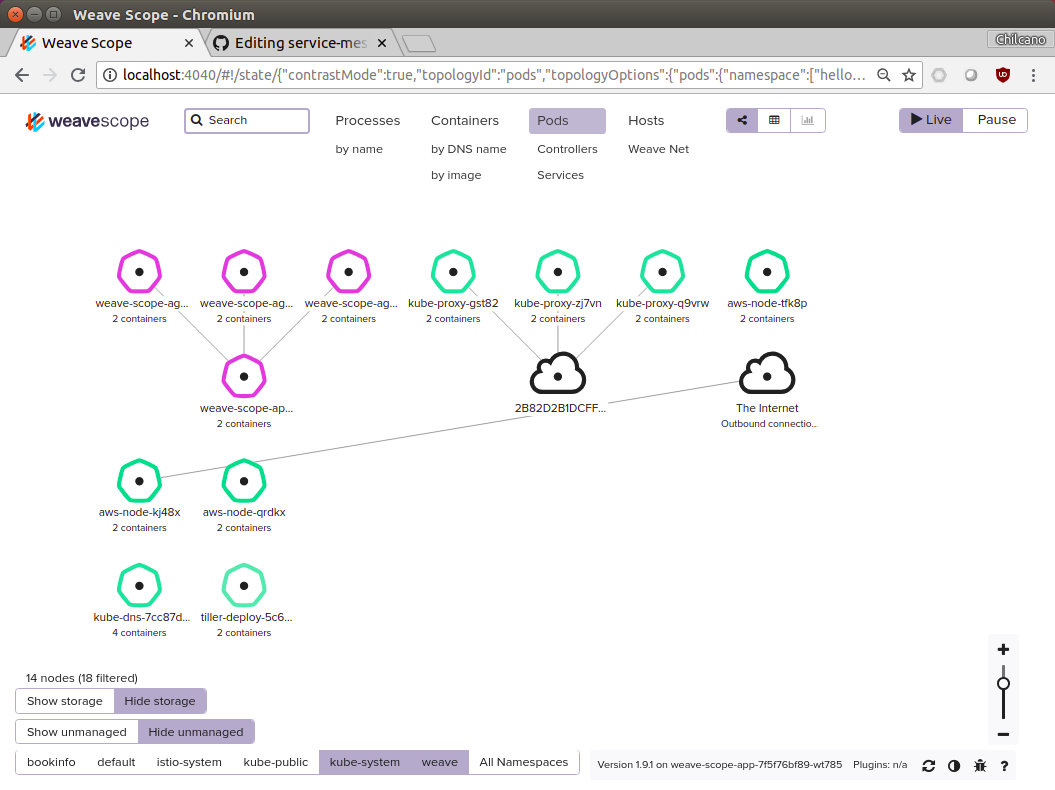 Weave Scope - Chromium
Weave Scope
Editing service-mes
Chilcano
localhost:4040/#!/state/{"contrastMode":true,"topologyId":"pods","topologyOptions":{"pods":{"namespace":["hello...
weavescope
Search
Processes Containers Pods Hosts
Live Pause
by name by DNS name Controllers Weave Net
by image Services
weave-scope-ag... weave-scope-ag... weave-scope-ag... kube-proxy-gst82 kube-proxy-zj7vn kube-proxy-q9vrw aws-node-tfk8p
2 containers 2 containers 2 containers 2 containers 2 containers 2 containers 2 containers
weave-scope-ap... 2B82D2B1DCFF... The Internet
2 containers Outbound connectio...
aws-node-kj48x aws-node-qrdkx
2 containers 2 containers
kube-dns-7cc87d... tiller-deploy-5c6...
4 containers 2 containers
14 nodes (18 filtered)
Show storage Hide storage
Show unmanaged Hide unmanaged
bookinfo default istio-system kube-public kube-system weave All Namespaces
Version 1.9.1 on weave-scope-app-7f5f76bf89-wt785 Plugins: n/a